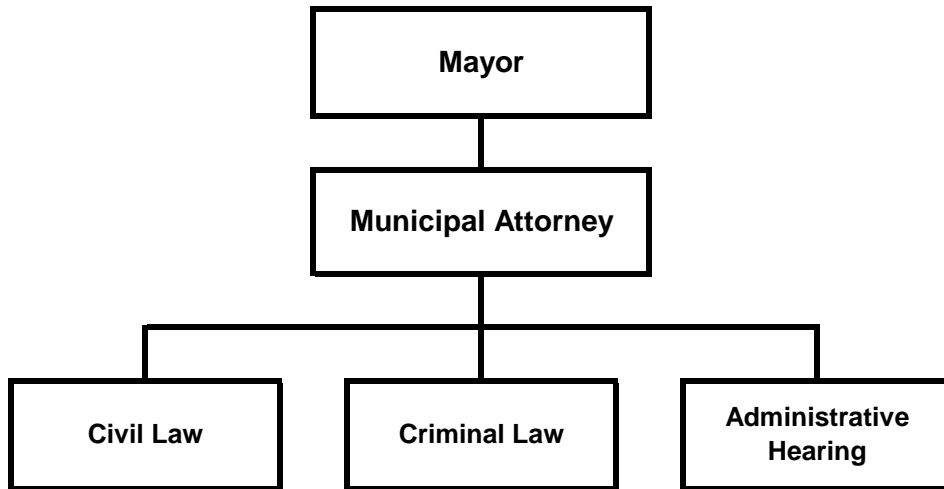 Mayor
Municipal Attorney
Civil Law
Criminal Law
Administrative
Hearing